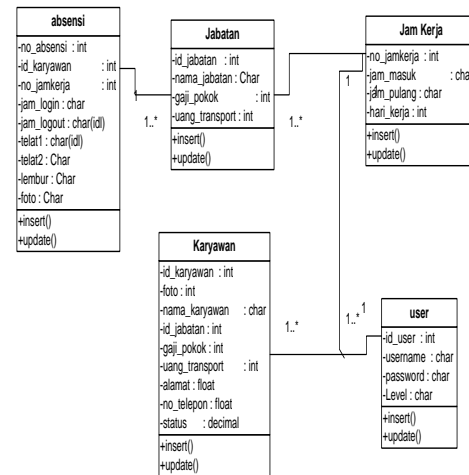 absensi
-no_absensi : int
-id_karyawan : int
-no_jamkerja : int
-jam_login : char
-jam_logout : char(idl)
-telat1 : char(idl)
-telat2 : Char
-lembur : Char
-foto : Char
+insert()
+update()
1
1..*
Jabatan
-id_jabatan : int
-nama_jabatan : Char
-gaji_pokok : int
-uang_transport : int
+insert()
+update()
1..*
1
Jam Kerja
-no_jamkerja : int
-jam_masuk : char
-jam_pulang : char
-hari_kerja : int
+insert()
+update()
1
Karyawan
-id_karyawan : int
-foto : int
-nama_karyawan : char
-id_jabatan : int
-gaji_pokok : int
-uang_transport : int
-alamat : float
-no_telepon : float
-status : decimal
+insert()
+update()
1..*
1..*
1
user
-id_user : int
-username : char
-password : char
-Level : char
+insert()
+update()